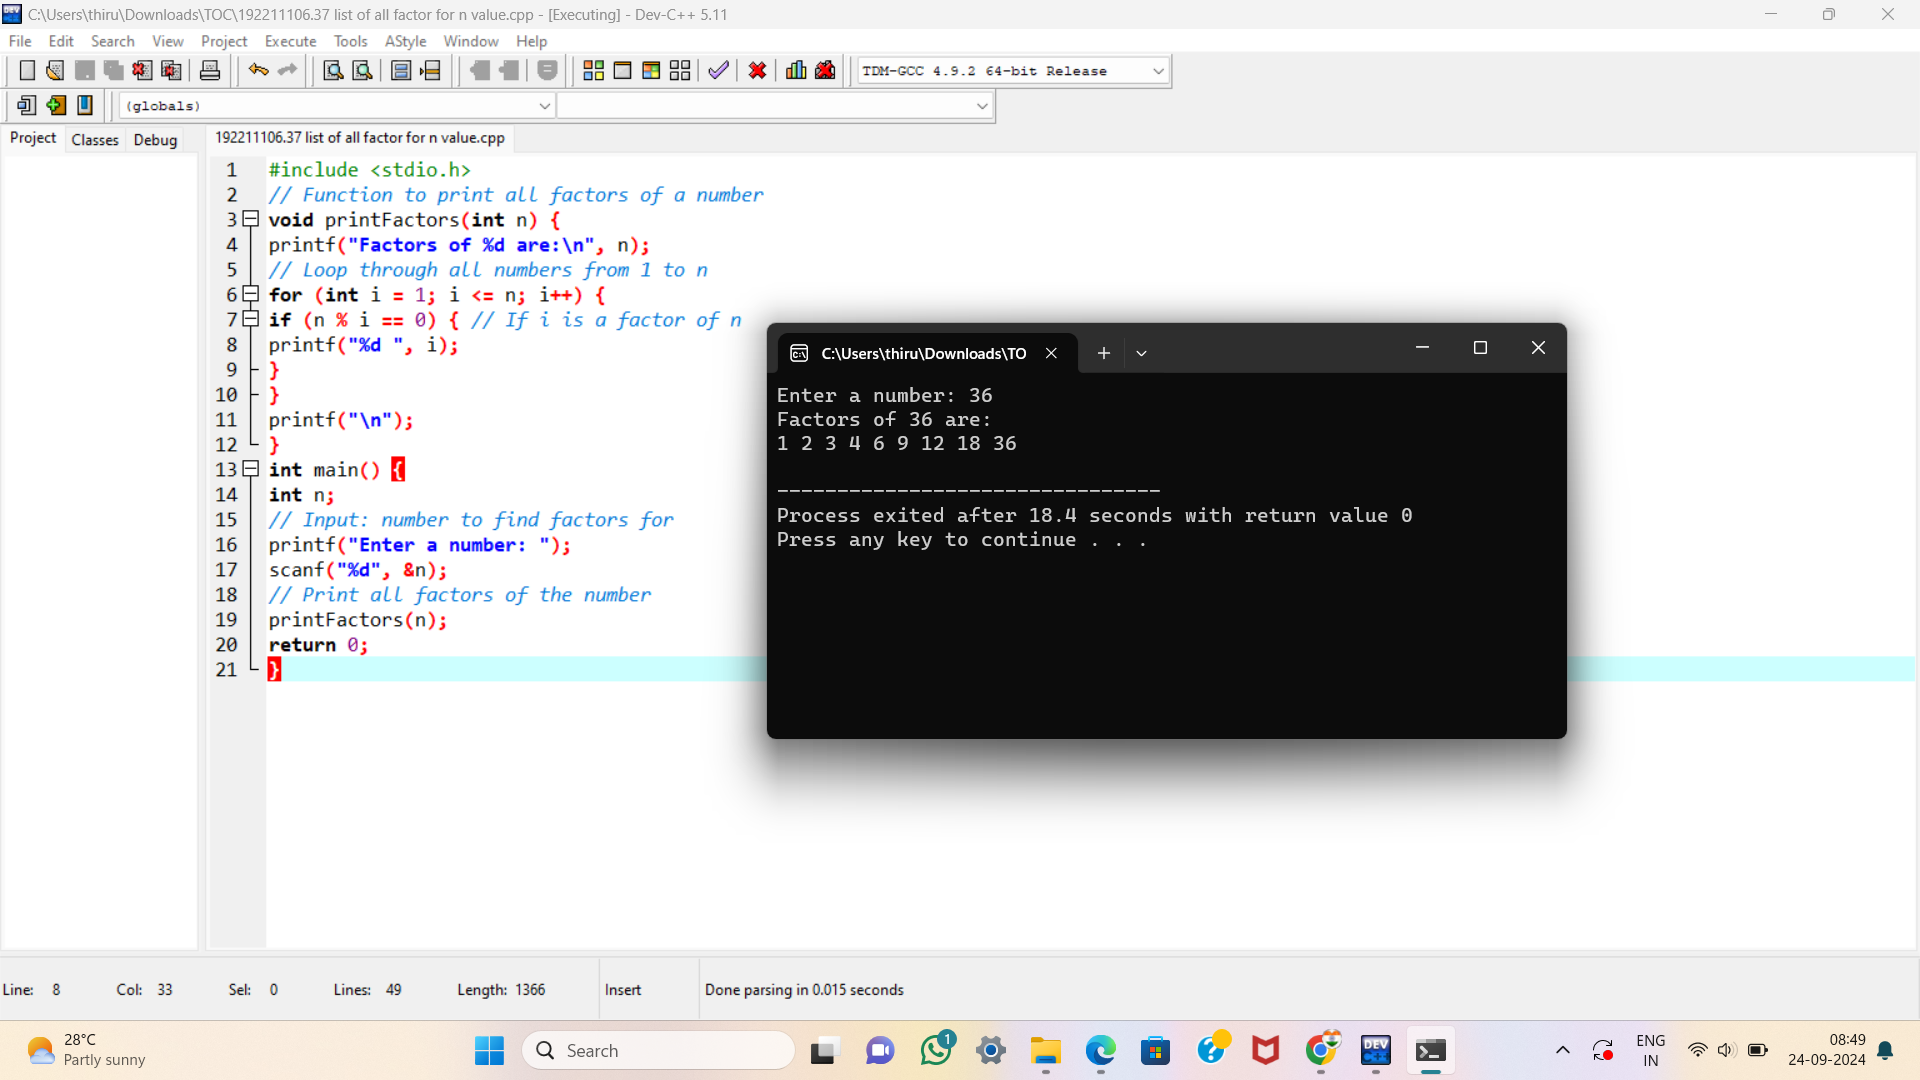 C:\Users\thiru\Downloads\TOC\192211106.37 list of all factor for n value.cpp - [Executing] - Dev-C++ 5.11
File Edit Search View Project Execute Tools AStyle Window Help
TDM-GCC 4.9.2 64-bit Release
(globals)
Project Classes Debug
192211106.37 list of all factor for n value.cpp
1 #include <stdio.h>
2 // Function to print all factors of a number
3 void printFactors(int n) {
4 printf("Factors of %d are:\n", n);
5 // Loop through all numbers from 1 to n
6 for (int i = 1; i <= n; i++) {
7 if (n % i == 0) { // If i is a factor of n
8 printf("%d ", i);
9 }
10 }
11 printf("\n");
12 }
13 int main() {
14 int n;
15 // Input: number to find factors for
16 printf("Enter a number: ");
17 scanf("%d", &n);
18 // Print all factors of the number
19 printFactors(n);
20 return 0;
21 }
C:\Users\thiru\Downloads\TO
Enter a number: 36
Factors of 36 are:
1 2 3 4 6 9 12 18 36
--------------------------------
Process exited after 18.4 seconds with return value 0
Press any key to continue . . .
Line: 8 Col: 33 Sel: 0 Lines: 49 Length: 1366 Insert Done parsing in 0.015 seconds
28°C
Partly sunny
Search
1
DEV
C++
ENG
IN
08:49
24-09-2024